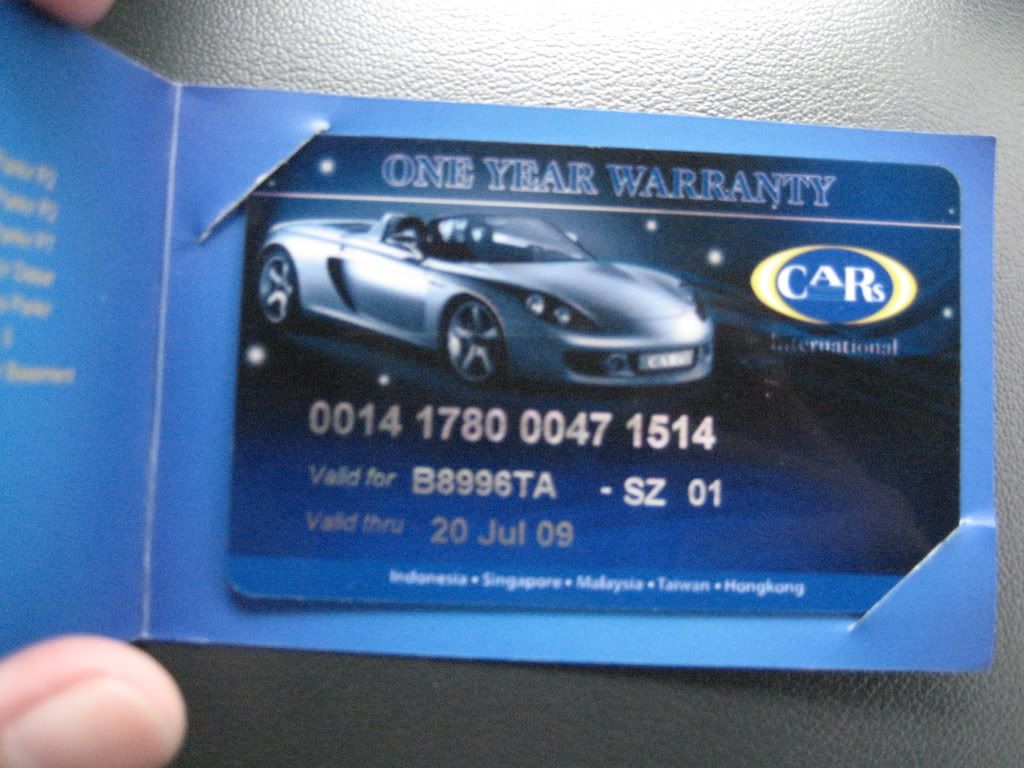 ONE YEAR WARRANTY
CARs
International
0014 1780 0047 1514
Valid for B8996TA - SZ 01
Valid thru 20 Jul 09
Indonesia • Singapore • Malaysia • Taiwan • Hongkong